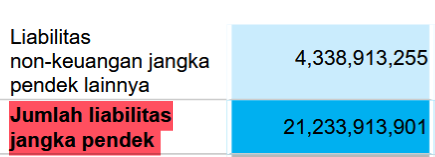 Liabilitas
non-keuangan jangka
pendek lainnya
4,338,913,255
Jumlah liabilitas
jangka pendek
21,233,913,901